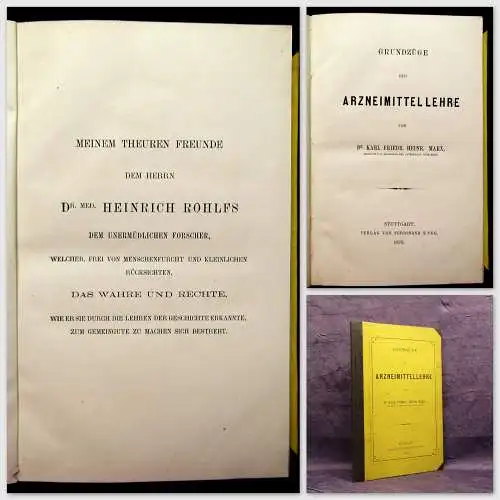 MEINEM THEUREN FREUNDE
DEM HERRN
DR. MED. HEINRICH ROHLFS
DEM UNERMÜDLICHEN FORSCHER,
WELCHER, FREI VON MENSCHENFURCHT UND KLEINLICHEN
RÜCKSICHTEN,
DAS WAHRE UND RECHTE,
WIE ER SIE DURCH DIE LEHREN DER GESCHICHTE ERKANNTE,
ZUM GEMEINGUTE ZU MACHEN SICH BESTREBT.
GRUNDZÜGE
DER
ARZNEIMITTELLEHRE
VON
DR. KARL FRIEDR. HEINR. MARX,
STUTTGART.
VERLAG VON FERDINAND ENKE.
ARZNEIMITTELLEHRE